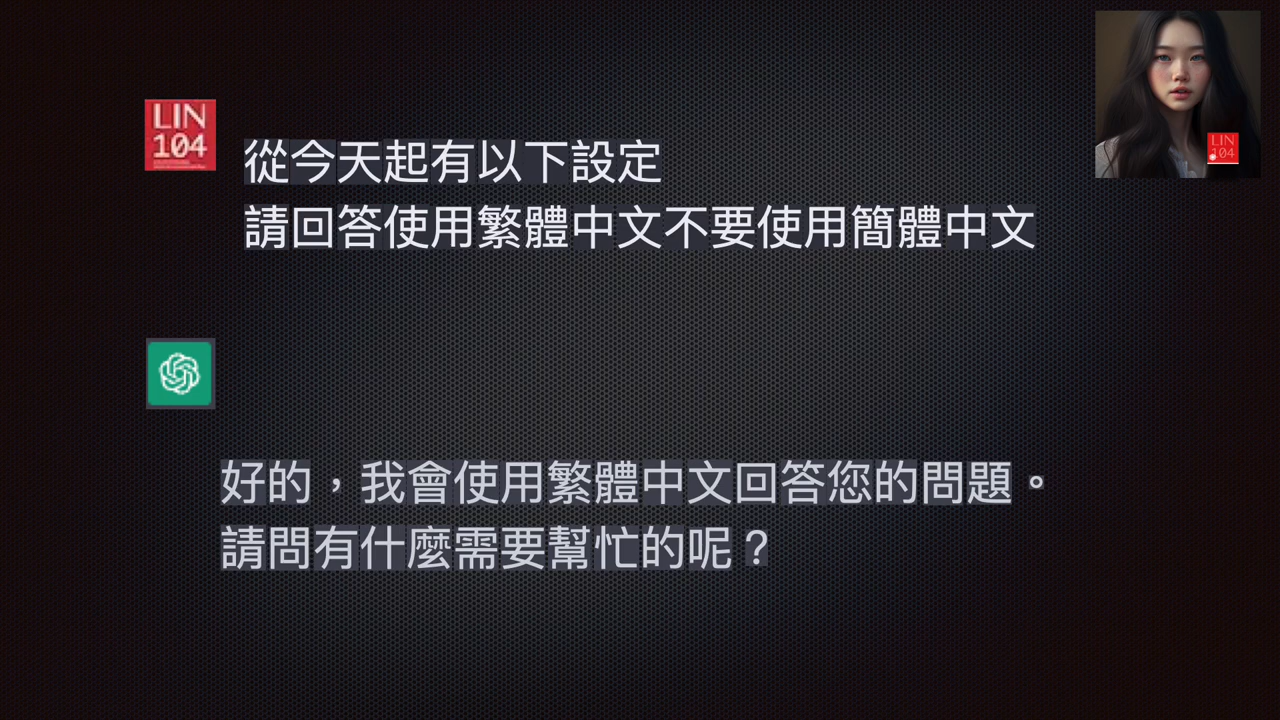 LIN
104
LIN
104
從今天起有以下設定
請回答使用繁體中文不要使用簡體中文
好的，我會使用繁體中文回答您的問題。
請問有什麼需要幫忙的呢？